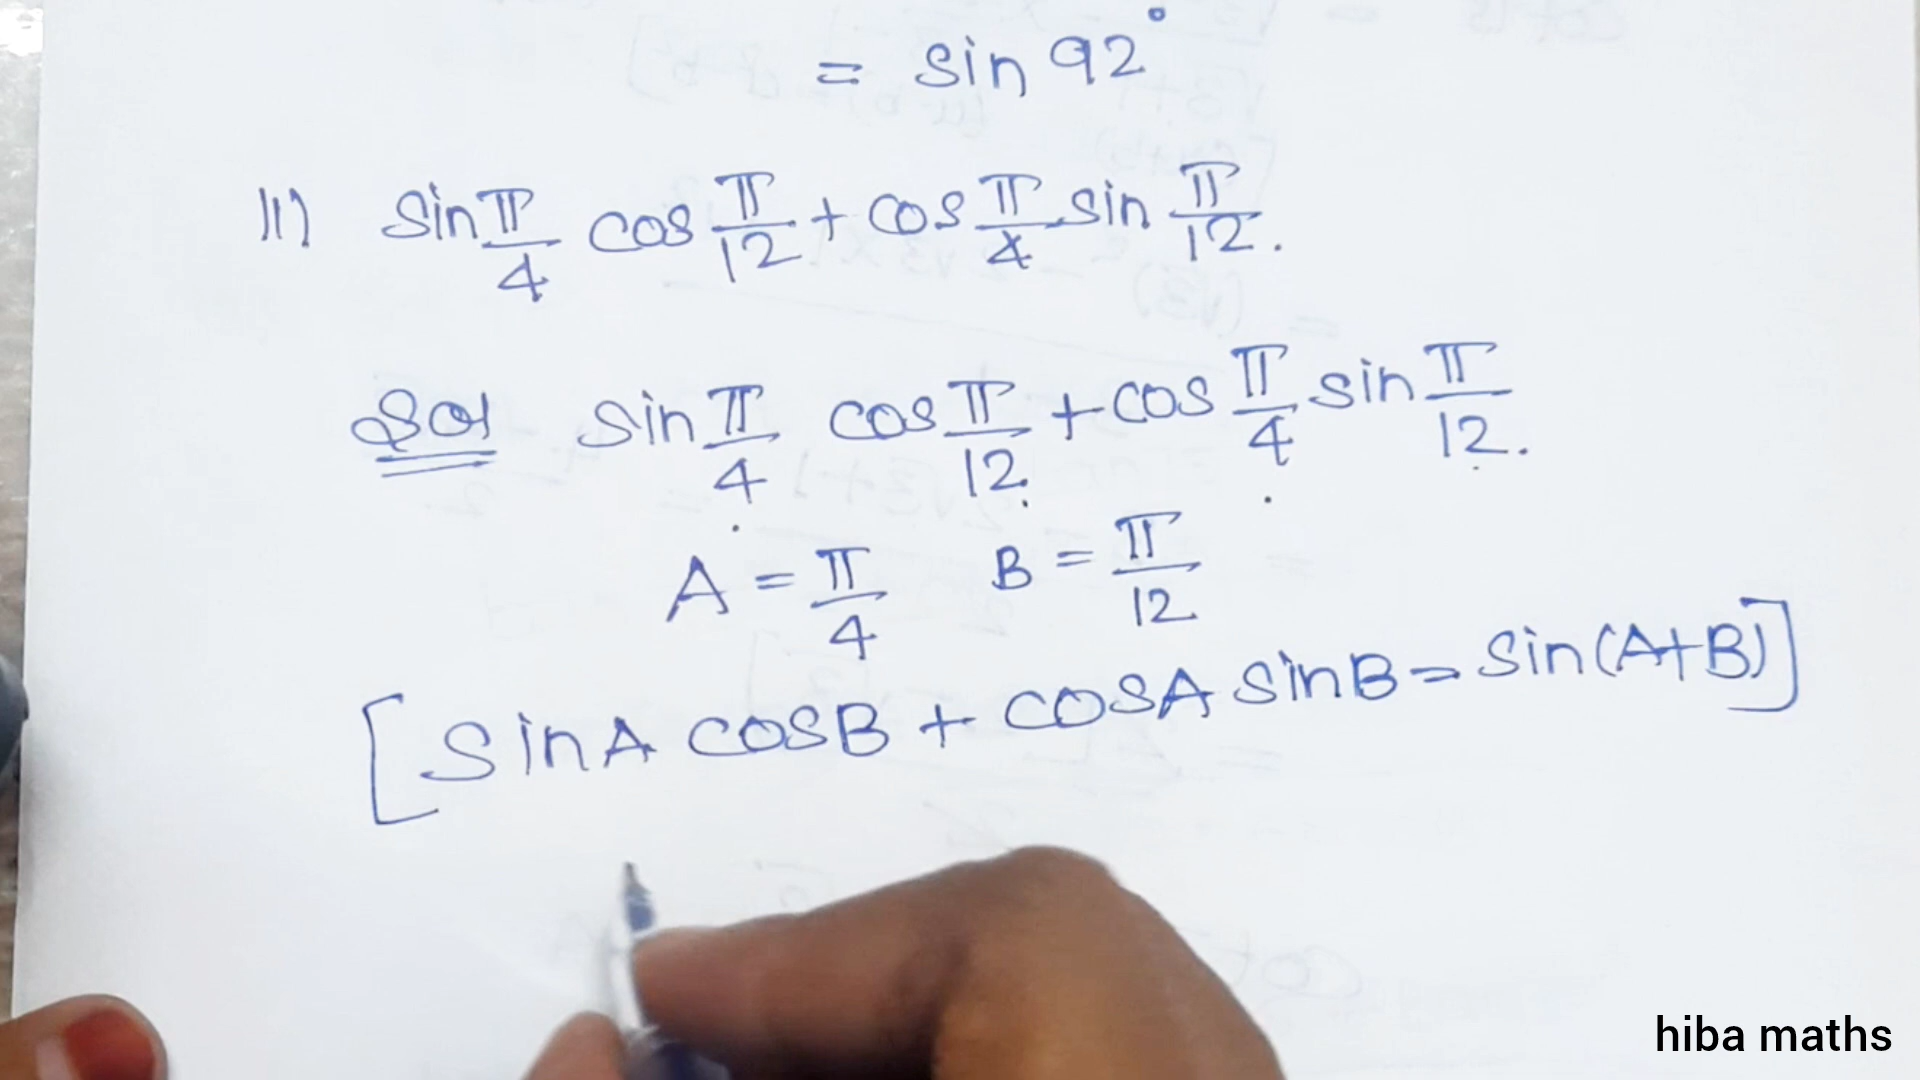 = sin 92°
11) sin π/4 cos π/12 + cos π/4 sin π/12.
Sol sin π/4 cos π/12 + cos π/4 sin π/12.
A = π/4 B = π/12
[sinA cosB + cosA sinB = sin(A+B)]
hiba maths